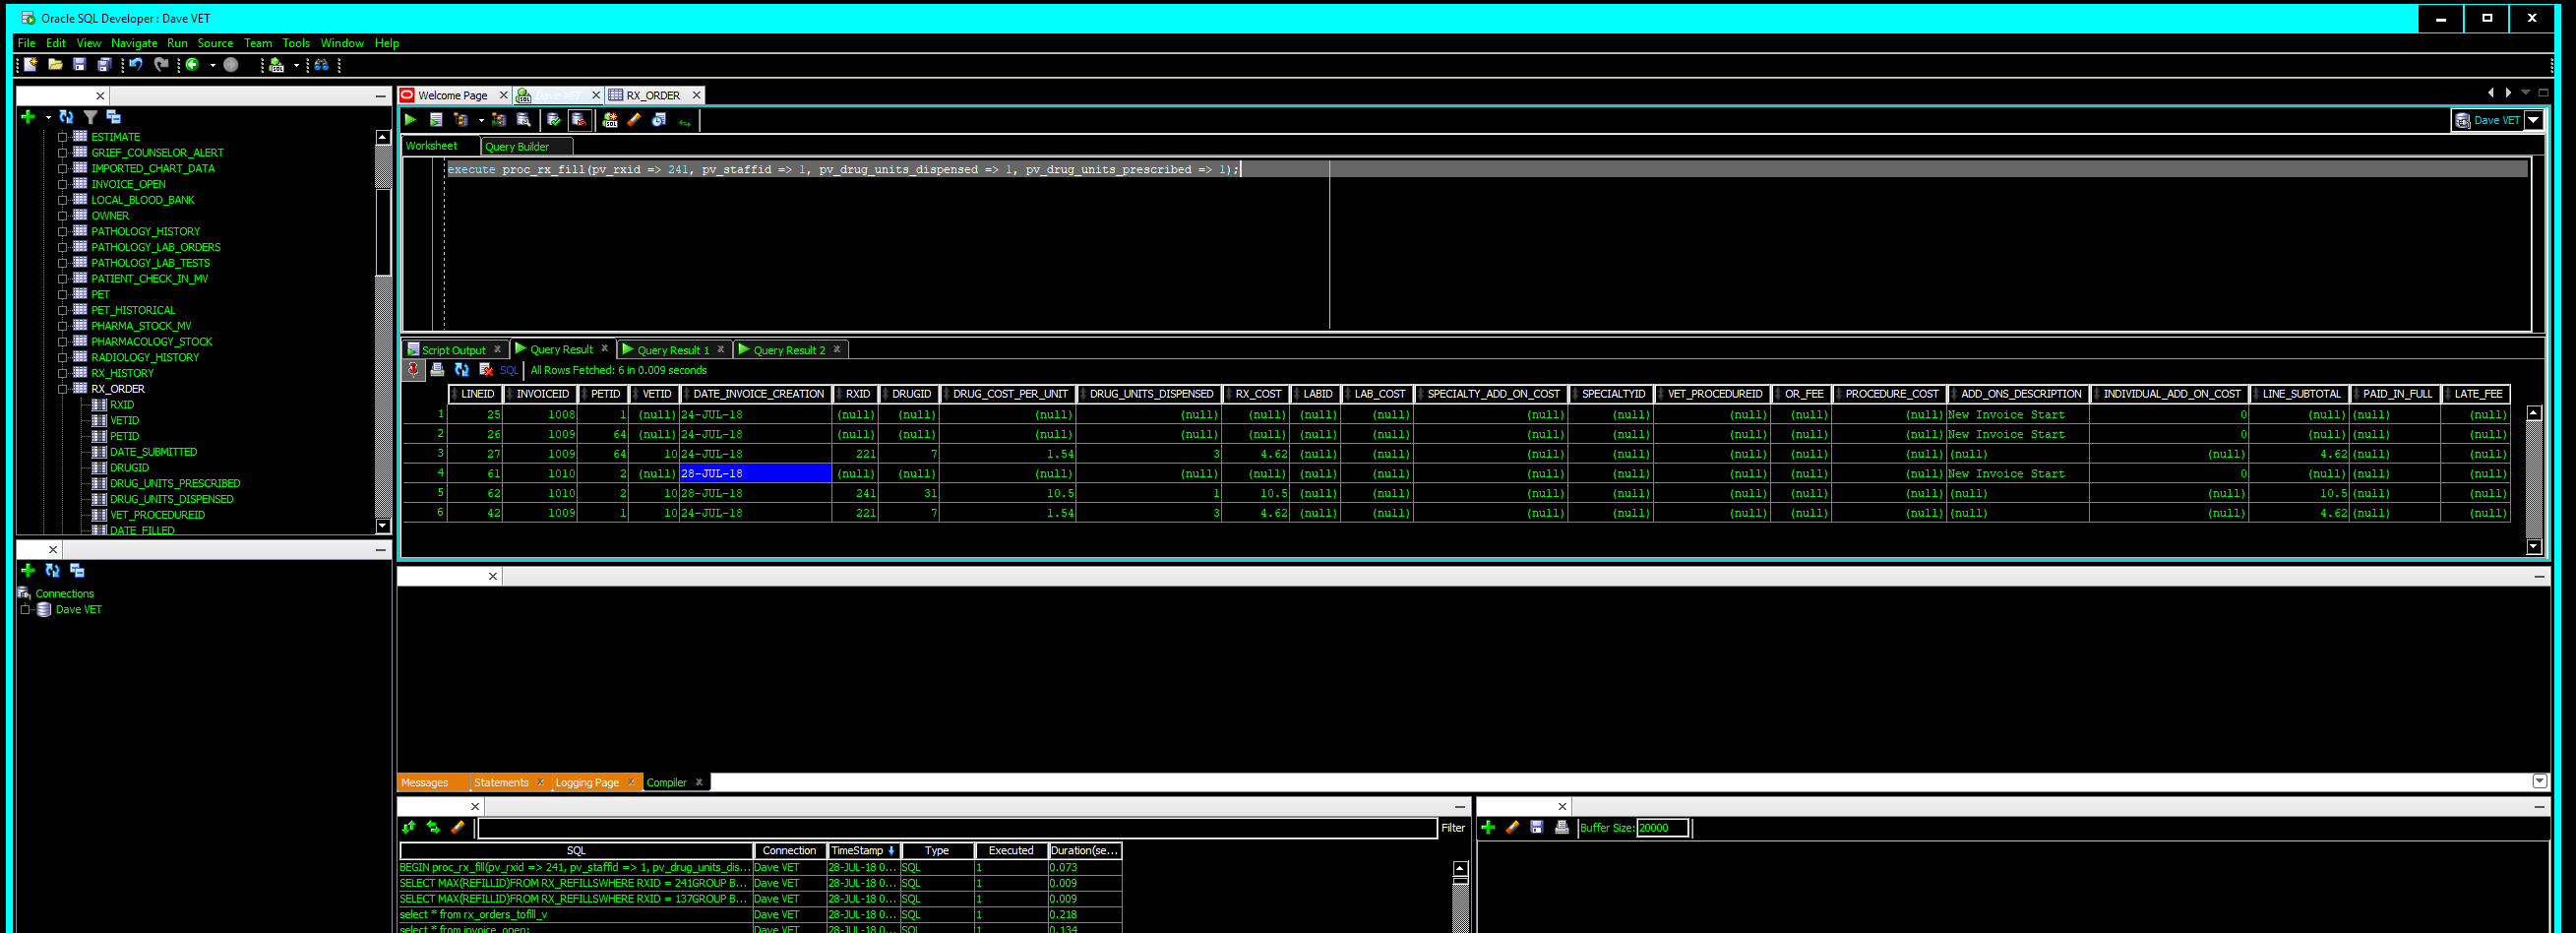 Oracle SQL Developer : Dave VET
File Edit View Navigate Run Source Team Tools Window Help
Welcome Page
RX_ORDER
ESTIMATE
GRIEF_COUNSELOR_ALERT
IMPORTED_CHART_DATA
INVOICE_OPEN
LOCAL_BLOOD_BANK
OWNER
PATHOLOGY_HISTORY
PATHOLOGY_LAB_ORDERS
PATHOLOGY_LAB_TESTS
PATIENT_CHECK_IN_MV
PET
PET_HISTORICAL
PHARMA_STOCK_MV
PHARMACOLOGY_STOCK
RADIOLOGY_HISTORY
RX_HISTORY
RX_ORDER
RXID
VETID
PETID
DATE_SUBMITTED
DRUGID
DRUG_UNITS_PRESCRIBED
DRUG_UNITS_DISPENSED
VET_PROCEDUREID
DATE_FILLED
Connections
Dave VET
Dave VET
Worksheet Query Builder
execute proc_rx_fill(pv_rxid => 241, pv_staffid => 1, pv_drug_units_dispensed => 1, pv_drug_units_prescribed => 1);
Script Output Query Result Query Result 1 Query Result 2
SQL All Rows Fetched: 6 in 0.009 seconds
LINEID INVOICEID PETID VETID DATE_INVOICE_CREATION RXID DRUGID DRUG_COST_PER_UNIT DRUG_UNITS_DISPENSED RX_COST LABID LAB_COST SPECIALTY_ADD_ON_COST SPECIALTYID VET_PROCEDUREID OR_FEE PROCEDURE_COST ADD_ONS_DESCRIPTION INDIVIDUAL_ADD_ON_COST LINE_SUBTOTAL PAID_IN_FULL LATE_FEE
1 25 1008 1 (null) 24-JUL-18 (null) (null) (null) (null) (null) (null) (null) (null) (null) (null) (null) (null) New Invoice Start 0 (null) (null) (null)
2 26 1009 64 (null) 24-JUL-18 (null) (null) (null) (null) (null) (null) (null) (null) (null) (null) (null) (null) New Invoice Start 0 (null) (null) (null)
3 27 1009 64 10 24-JUL-18 221 7 1.54 3 4.62 (null) (null) (null) (null) (null) (null) (null) (null) (null) 4.62 (null) (null)
4 61 1010 2 (null) 28-JUL-18 (null) (null) (null) (null) (null) (null) (null) (null) (null) (null) (null) (null) New Invoice Start 0 (null) (null) (null)
5 62 1010 2 10 28-JUL-18 241 31 10.5 1 10.5 (null) (null) (null) (null) (null) (null) (null) (null) (null) 10.5 (null) (null)
6 42 1009 1 10 24-JUL-18 221 7 1.54 3 4.62 (null) (null) (null) (null) (null) (null) (null) (null) (null) 4.62 (null) (null)
Messages Statements Logging Page Compiler
Filter
SQL Connection TimeStamp Type Executed Duration(se...
BEGIN proc_rx_fill(pv_rxid => 241, pv_staffid => 1, pv_drug_units_dis... Dave VET 28-JUL-18 0... SQL 1 0.073
SELECT MAX(REFILLID)FROM RX_REFILLSWHERE RXID = 241GROUP B... Dave VET 28-JUL-18 0... SQL 1 0.009
SELECT MAX(REFILLID)FROM RX_REFILLSWHERE RXID = 137GROUP B... Dave VET 28-JUL-18 0... SQL 1 0.009
select * from rx_orders_tofill_v Dave VET 28-JUL-18 0... SQL 1 0.218
select * from invoice_open; Dave VET 28-JUL-18 0... SQL 1 0.134
Buffer Size: 20000